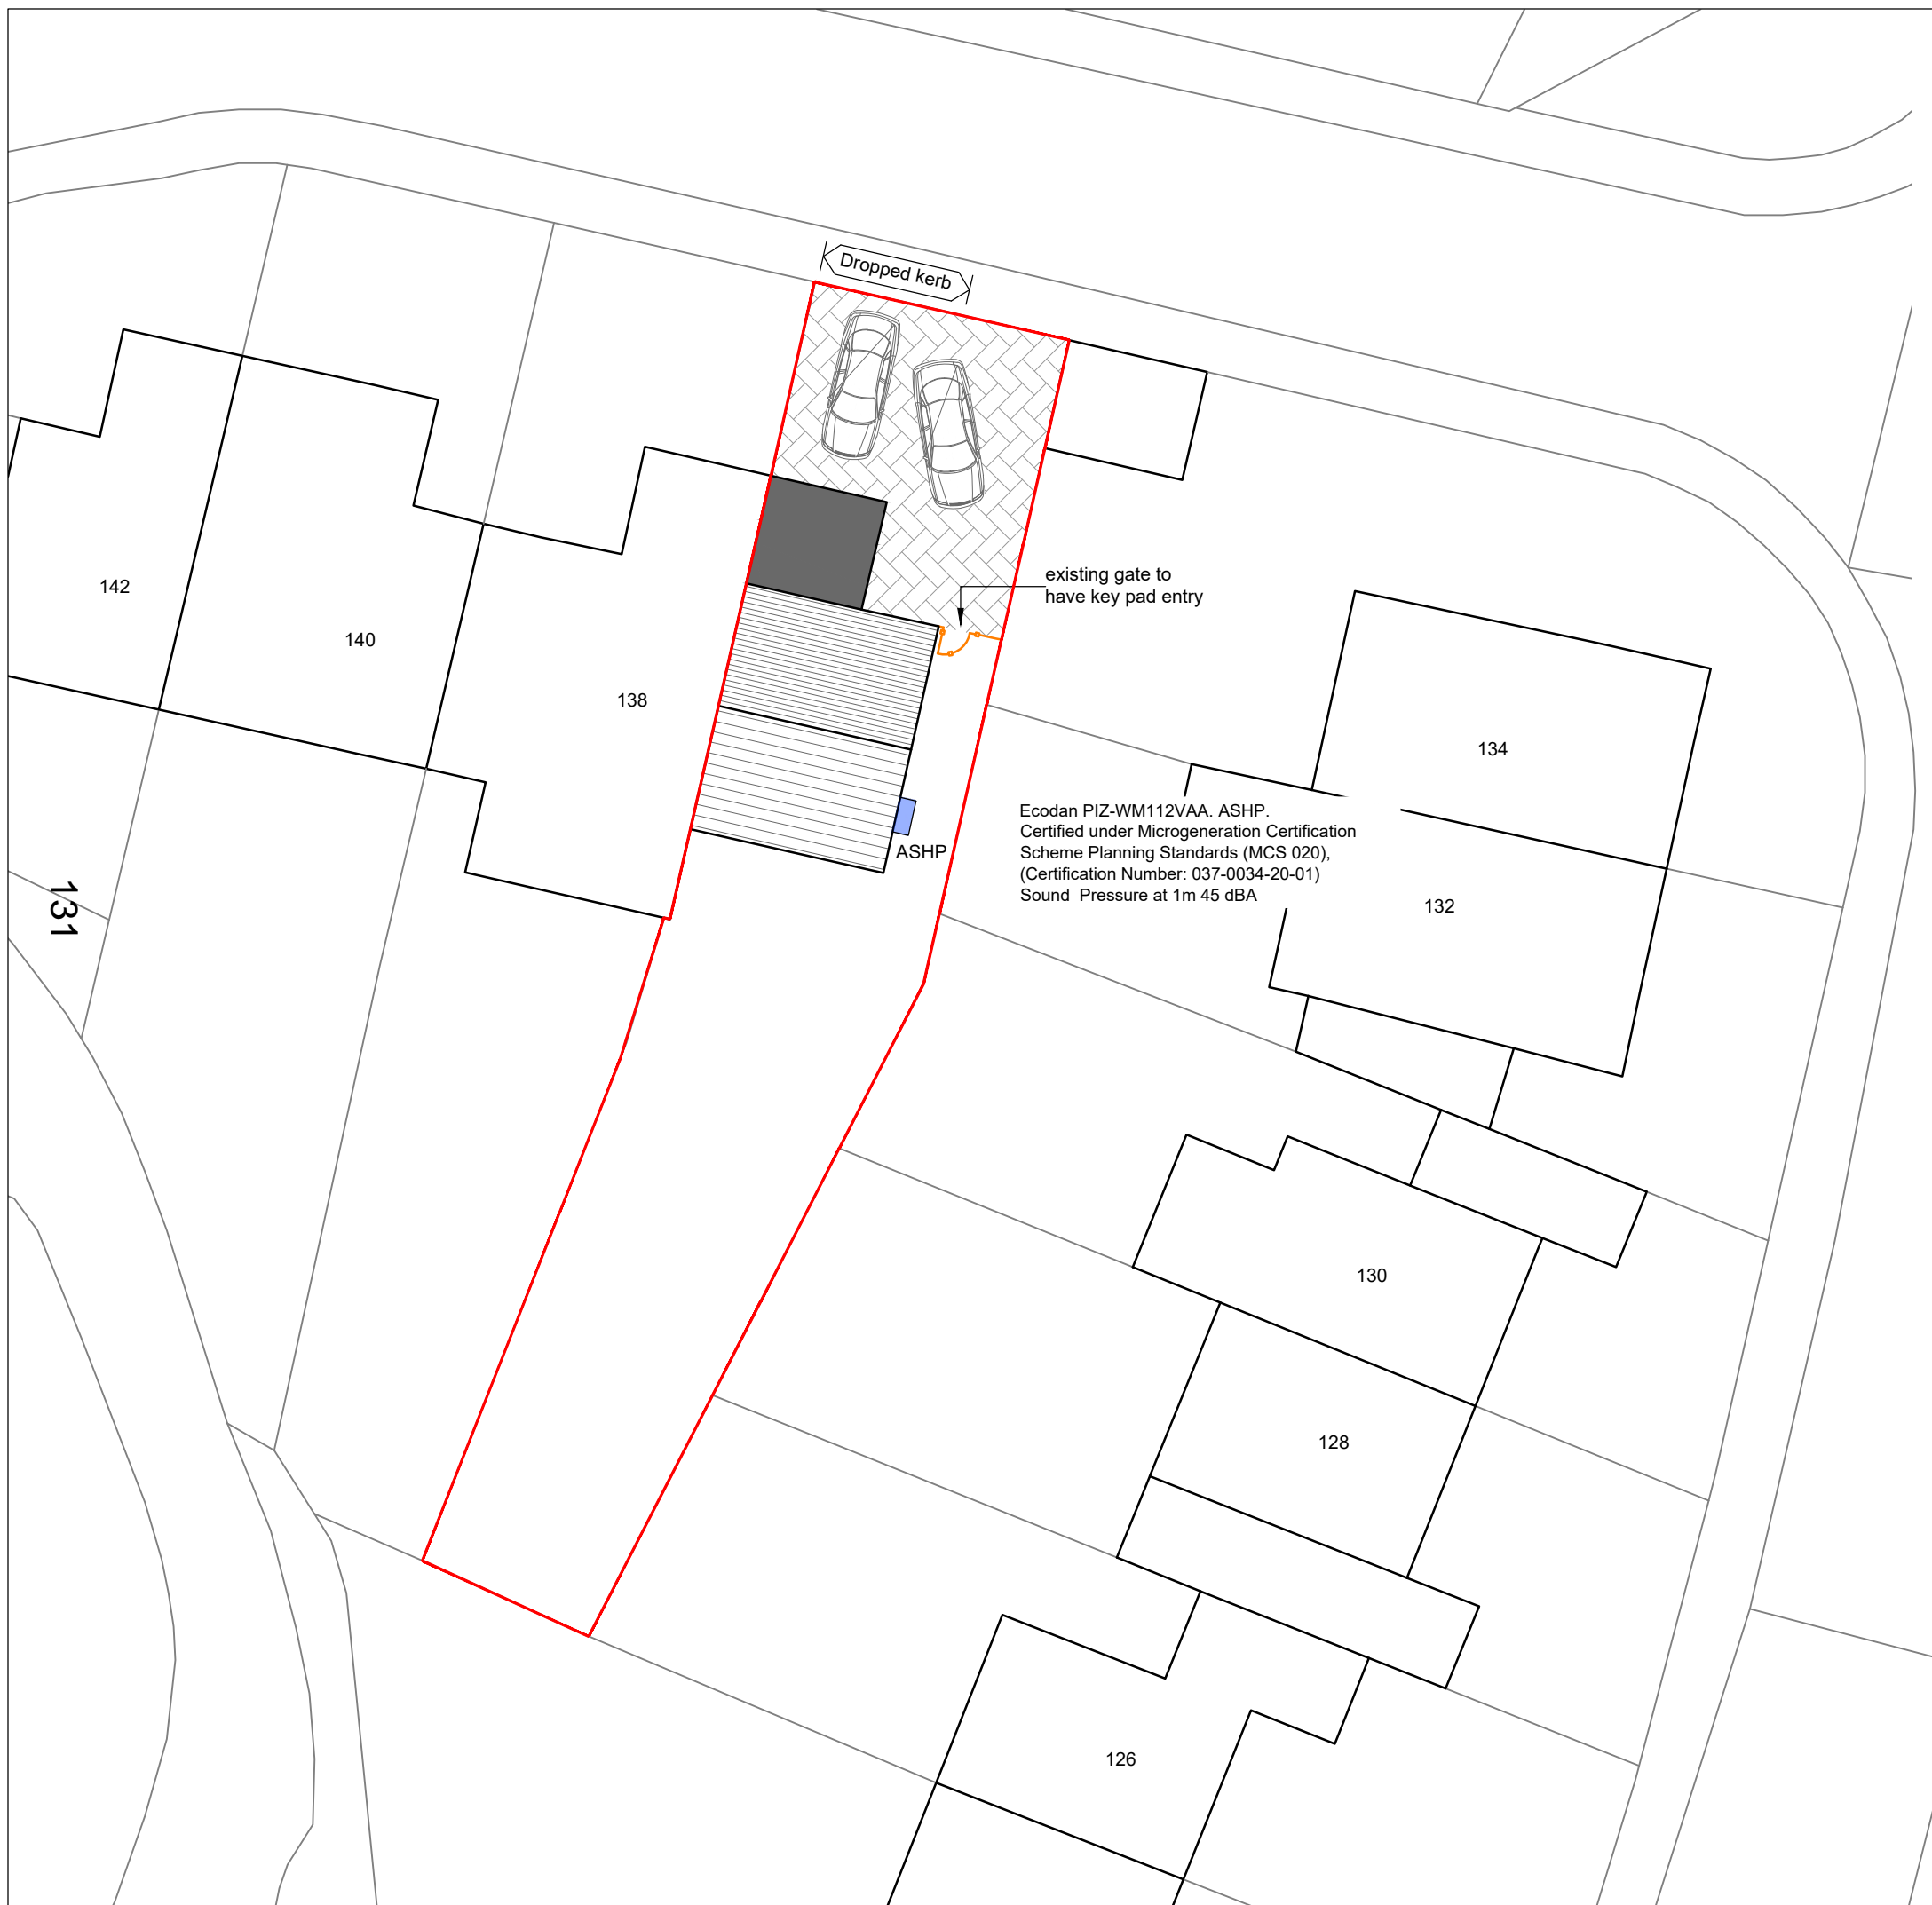 Dropped kerb
existing gate to
have key pad entry
142
140
138
134
Ecodan PIZ-WM112VAA. ASHP.
Certified under Microgeneration Certification
Scheme Planning Standards (MCS 020),
(Certification Number: 037-0034-20-01)
Sound Pressure at 1m 45 dBA
ASHP
132
131
130
128
126